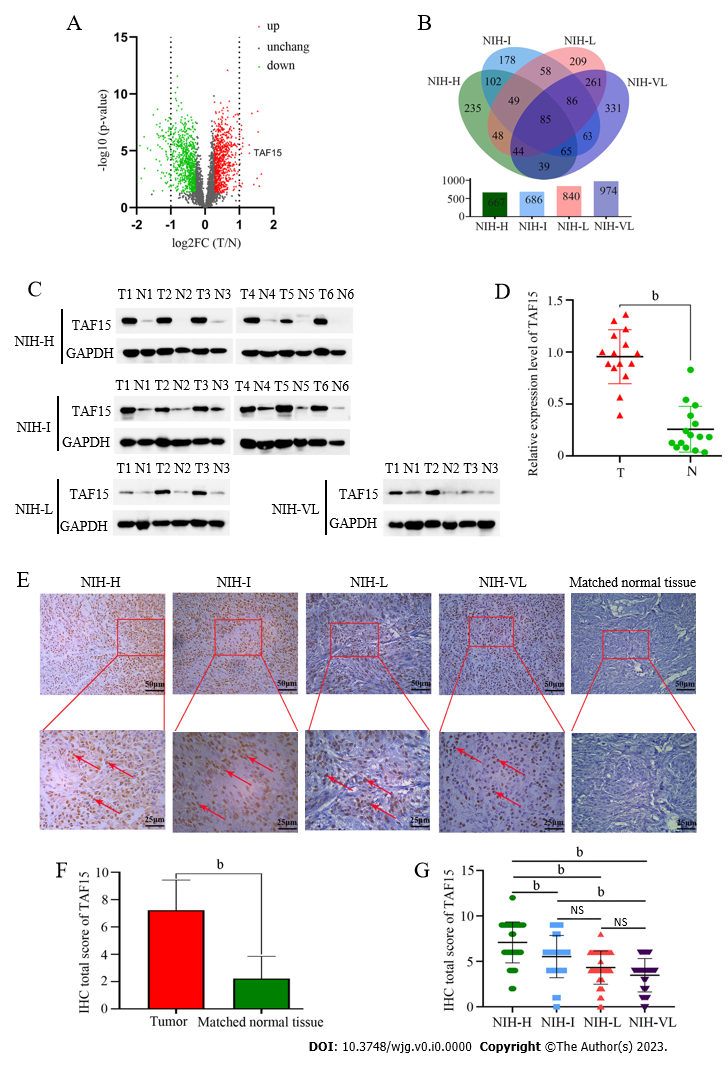 A
up
unchang
down
15
10
5
0
-log10 (p-value)
TAF15
-2
-1
0
1
2
log2FC (T/N)
B
NIH-I
NIH-L
NIH-H
NIH-VL
178
209
58
102
261
235
49
86
331
85
48
63
44
65
39
1000
500
0
667
686
840
974
NIH-H
NIH-I
NIH-L
NIH-VL
C
T1 N1 T2 N2 T3 N3
T4 N4 T5 N5 T6 N6
NIH-H
TAF15
GAPDH
T1 N1 T2 N2 T3 N3
T4 N4 T5 N5 T6 N6
NIH-I
TAF15
GAPDH
T1 N1 T2 N2 T3 N3
NIH-L
TAF15
GAPDH
T1 N1 T2 N2 T3 N3
NIH-VL
TAF15
GAPDH
D
Relative expression level of TAF15
1.5
1.0
0.5
0
b
T
N
E
NIH-H
NIH-I
NIH-L
NIH-VL
Matched normal tissue
50μm
50μm
50μm
50μm
50μm
25μm
25μm
25μm
25μm
25μm
F
IHC total score of TAF15
10
8
6
4
2
0
b
Tumor
Matched normal tissue
G
IHC total score of TAF15
15
10
5
0
b
b
b
b
NS
NS
NIH-H
NIH-I
NIH-L
NIH-VL
DOI: 10.3748/wjg.v0.i0.0000 Copyright ©The Author(s) 2023.